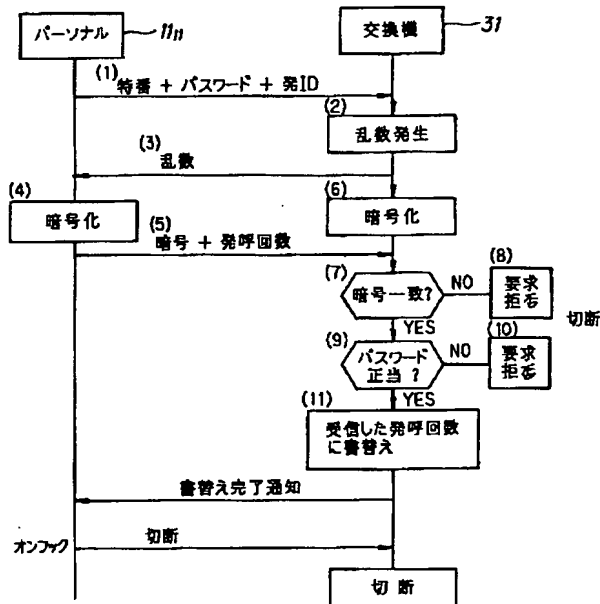 パーソナル
11n
交換機
31
(1) 特番 + パスワード + 発ID
(2)
乱数発生
(3) 乱数
(4)
暗号化
(6)
暗号化
(5) 暗号 + 発呼回数
(7)
暗号一致?
NO
(8)
要求
拒否
切断
YES
(9)
パスワード
正当?
NO
(10)
要求
拒否
YES
(11)
受信した発呼回数
に書替え
書替え完了通知
オンフック
切断
切断